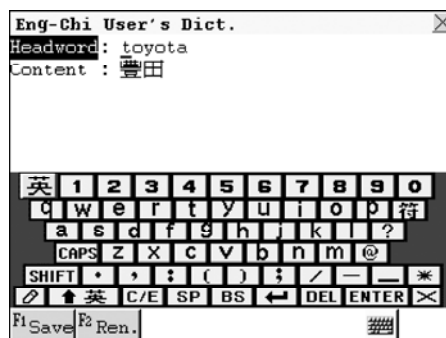 Eng-Chi User's Dict.
Headword: toyota
Content : 豐田
英 1 2 3 4 5 6 7 8 9 0
q w e r t y u i o p 符
a s d f g h j k l ?
CAPS z x c v b n m @
SHIFT • , : ( ) ; / — _ *
英 C/E SP BS ↵ DEL ENTER
F1 Save F2 Ren.